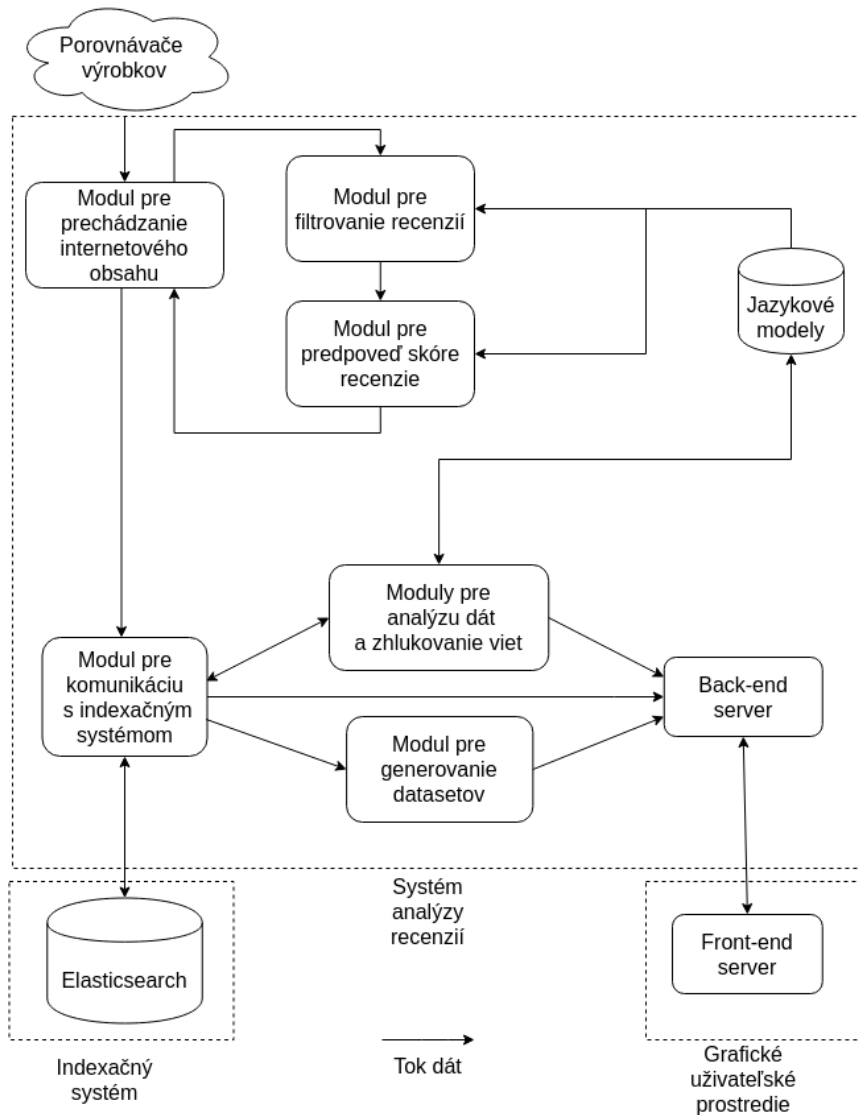 Porovnávače
výrobkov
Modul pre
prechádzanie
internetového
obsahu
Modul pre
filtrovanie recenzií
Modul pre
predpoveď skóre
recenzie
Jazykové
modely
Moduly pre
analýzu dát
a zhlukovanie viet
Modul pre
komunikáciu
s indexačným
systémom
Back-end
server
Modul pre
generovanie
datasetov
Systém
analýzy
recenzií
Elasticsearch
Front-end
server
Indexačný
systém
Tok dát
Grafické
uživateľské
prostredie